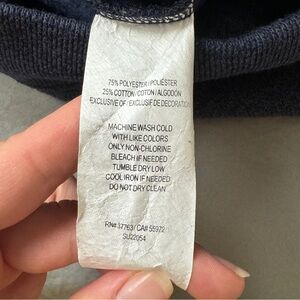 75% POLYESTER/POLIÉSTER
25% COTTON/COTON/ALGODÓN
EXCLUSIVE OF/EXCLUSIF DE DECORATION
MACHINE WASH COLD
WITH LIKE COLORS
ONLY NON-CHLORINE
BLEACH IF NEEDED
TUMBLE DRY LOW
COOL IRON IF NEEDED
DO NOT DRY CLEAN
RN# 37763/ CA# 55972
SU22054